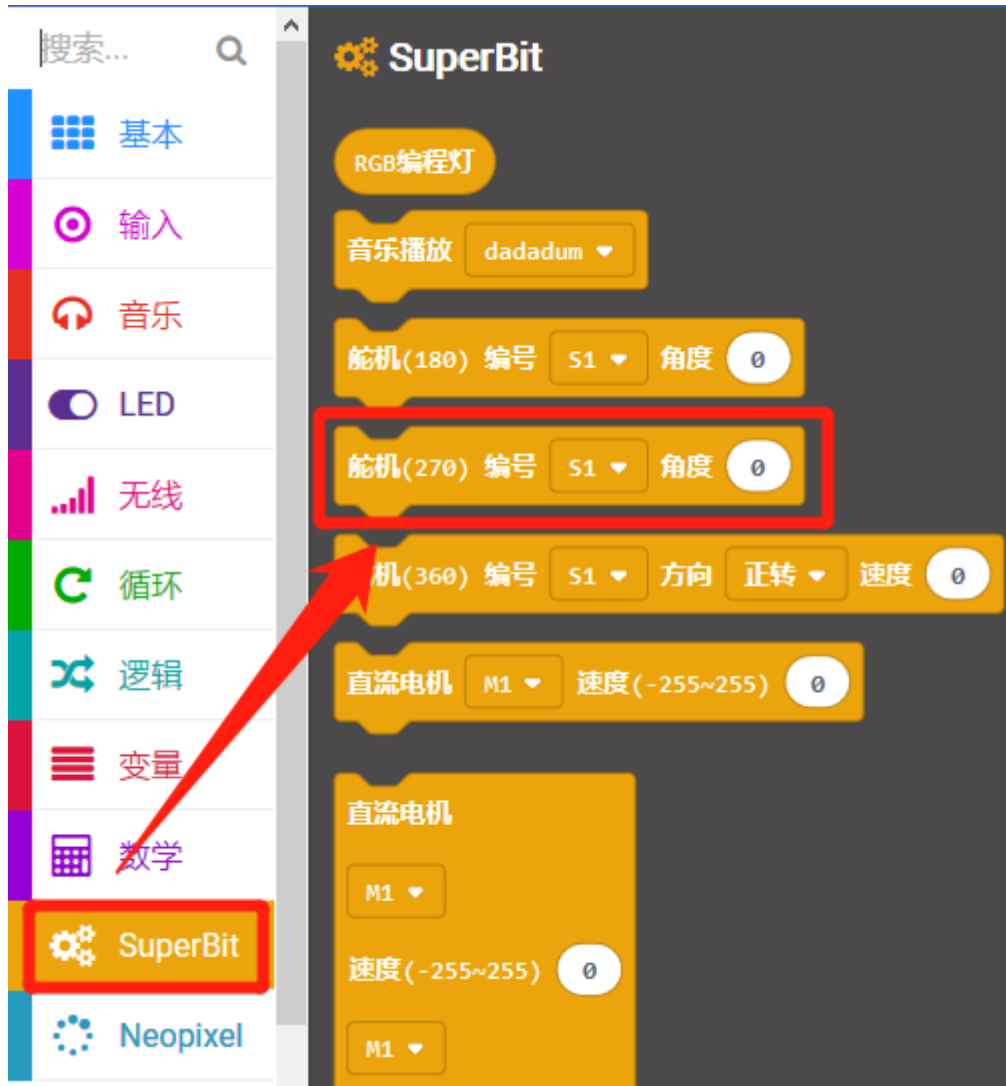 搜索...
基本
输入
音乐
LED
无线
循环
逻辑
变量
数学
SuperBit
Neopixel
SuperBit
RGB编程灯
音乐播放 dadadum
舵机(180) 编号 S1 角度 0
舵机(270) 编号 S1 角度 0
机(360) 编号 S1 方向 正转 速度 0
直流电机 M1 速度(-255~255) 0
直流电机
M1
速度(-255~255) 0
M1